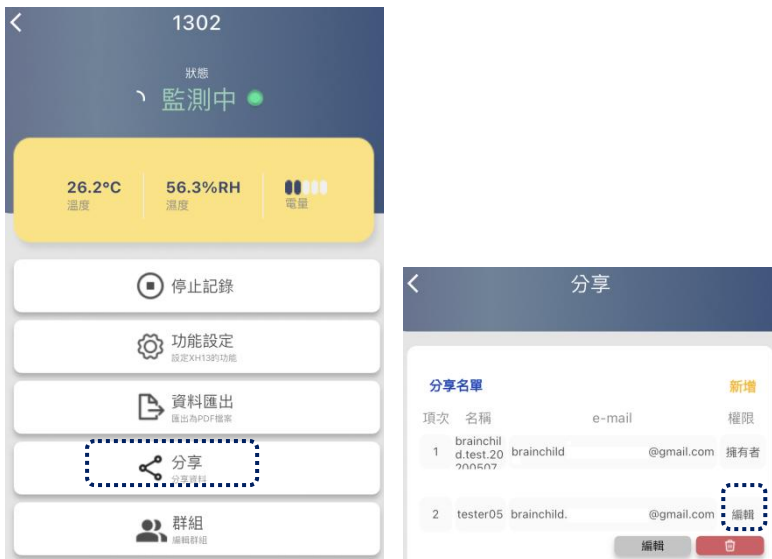 1302
狀態
監測中
26.2°C 56.3%RH
溫度 濕度 電量
停止記錄
功能設定
設定XH13的功能
資料匯出
匯出為PDF檔案
分享
分享資料
群組
編輯群組
分享
分享名單 新增
項次 名稱 e-mail 權限
1 brainchil
d.test.20
200507 brainchild @gmail.com 擁有者
2 tester05 brainchild. @gmail.com 編輯
編輯